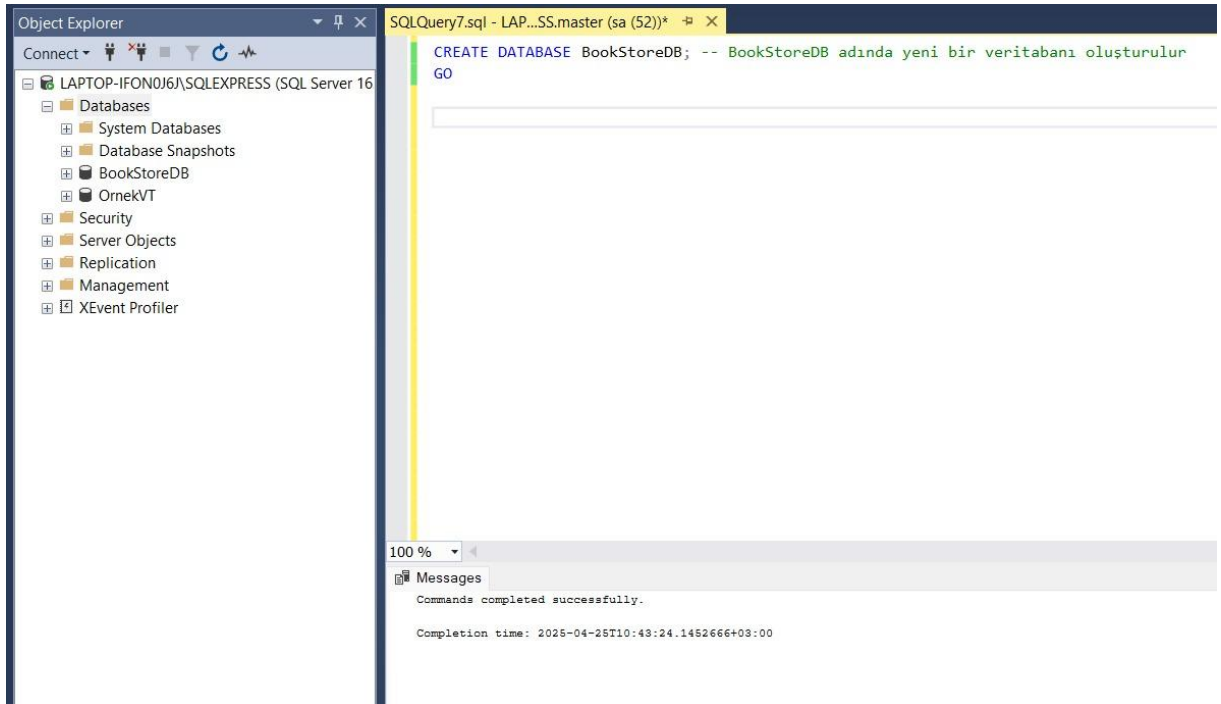 Object Explorer
Connect
LAPTOP-IFON0J6J\SQLEXPRESS (SQL Server 16
Databases
System Databases
Database Snapshots
BookStoreDB
OrnekVT
Security
Server Objects
Replication
Management
XEvent Profiler
SQLQuery7.sql - LAP...SS.master (sa (52))*
CREATE DATABASE BookStoreDB; -- BookStoreDB adında yeni bir veritabanı oluşturulur
GO
100 %
Messages
Commands completed successfully.
Completion time: 2025-04-25T10:43:24.1452666+03:00